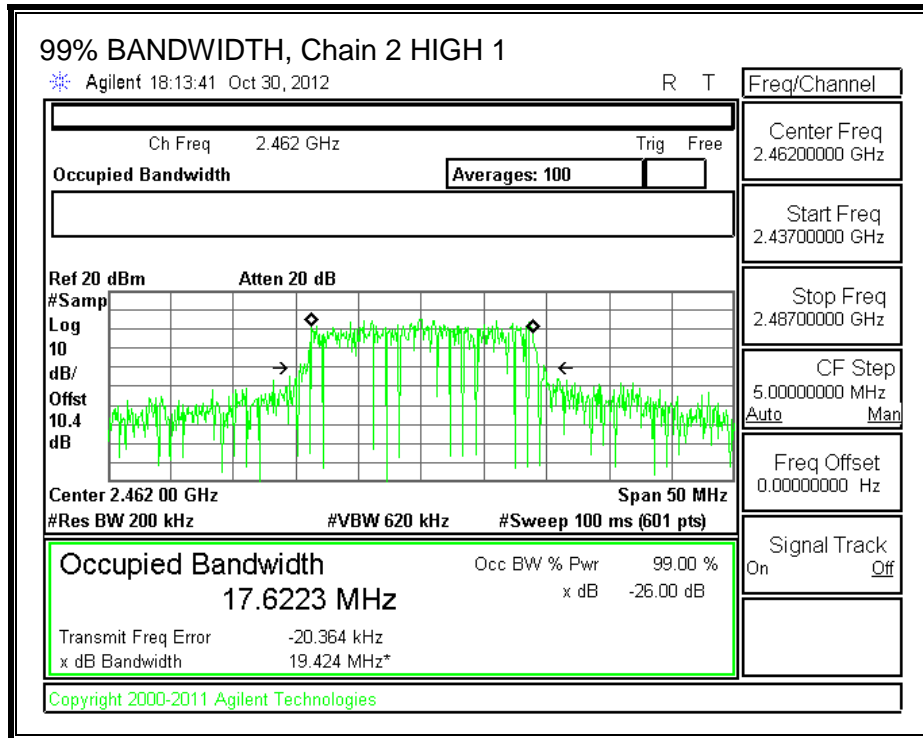 99% BANDWIDTH, Chain 2 HIGH 1
Agilent 18:13:41 Oct 30, 2012 R T
Freq/Channel
Ch Freq 2.462 GHz Trig Free
Occupied Bandwidth Averages: 100
Center Freq
2.46200000 GHz
Start Freq
2.43700000 GHz
Stop Freq
2.48700000 GHz
CF Step
5.00000000 MHz
Auto Man
Freq Offset
0.00000000 Hz
Signal Track
On Off
Ref 20 dBm Atten 20 dB
#Samp
Log
10
dB/
Offst
10.4
dB
Center 2.462 00 GHz Span 50 MHz
#Res BW 200 kHz #VBW 620 kHz #Sweep 100 ms (601 pts)
Occupied Bandwidth Occ BW % Pwr 99.00 %
17.6223 MHz x dB -26.00 dB
Transmit Freq Error -20.364 kHz
x dB Bandwidth 19.424 MHz*
Copyright 2000-2011 Agilent Technologies